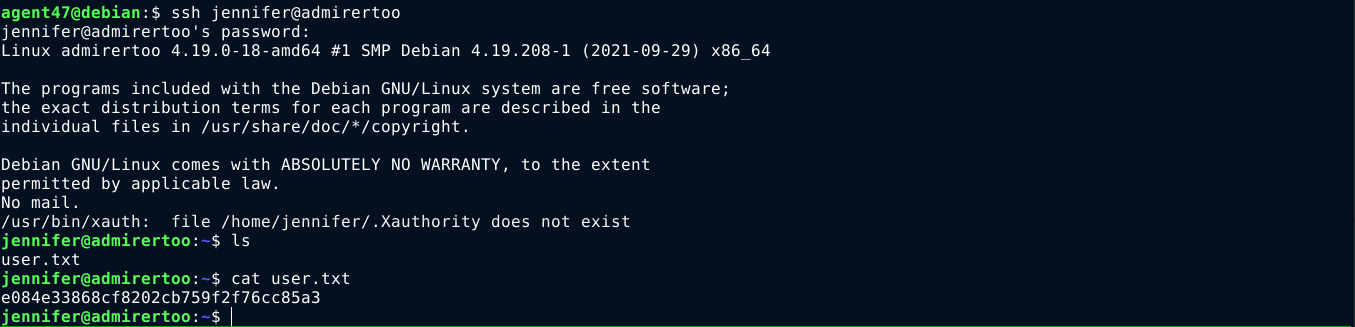 agent47@debian:$ ssh jennifer@admirertoo
jennifer@admirertoo's password:
Linux admirertoo 4.19.0-18-amd64 #1 SMP Debian 4.19.208-1 (2021-09-29) x86_64
The programs included with the Debian GNU/Linux system are free software;
the exact distribution terms for each program are described in the
individual files in /usr/share/doc/*/copyright.
Debian GNU/Linux comes with ABSOLUTELY NO WARRANTY, to the extent
permitted by applicable law.
No mail.
/usr/bin/xauth:  file /home/jennifer/.Xauthority does not exist
jennifer@admirertoo:~$ ls
user.txt
jennifer@admirertoo:~$ cat user.txt
e084e33868cf8202cb759f2f76cc85a3
jennifer@admirertoo:~$